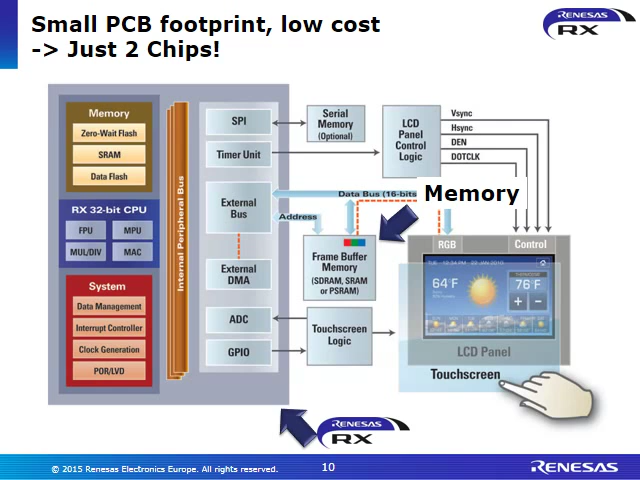 Small PCB footprint, low cost
-> Just 2 Chips!
RENESAS
RX
Memory
Zero-Wait Flash
SRAM
Data Flash
RX 32-bit CPU
FPU
MPU
MUL/DIV
MAC
System
Data Management
Interrupt Controller
Clock Generation
POR/LVD
Internal Peripheral Bus
SPI
Timer Unit
External
Bus
External
DMA
ADC
GPIO
Serial
Memory
(Optional)
LCD
Panel
Control
Logic
Vsync
Hsync
DEN
DOTCLK
Data Bus (16-bits
Memory
Address
Frame Buffer
Memory
(SDRAM, SRAM
or PSRAM)
Touchscreen
Logic
RGB
Control
64°F
76°F
LCD Panel
Touchscreen
RENESAS
RX
© 2015 Renesas Electronics Europe. All rights reserved.
10
RENESAS